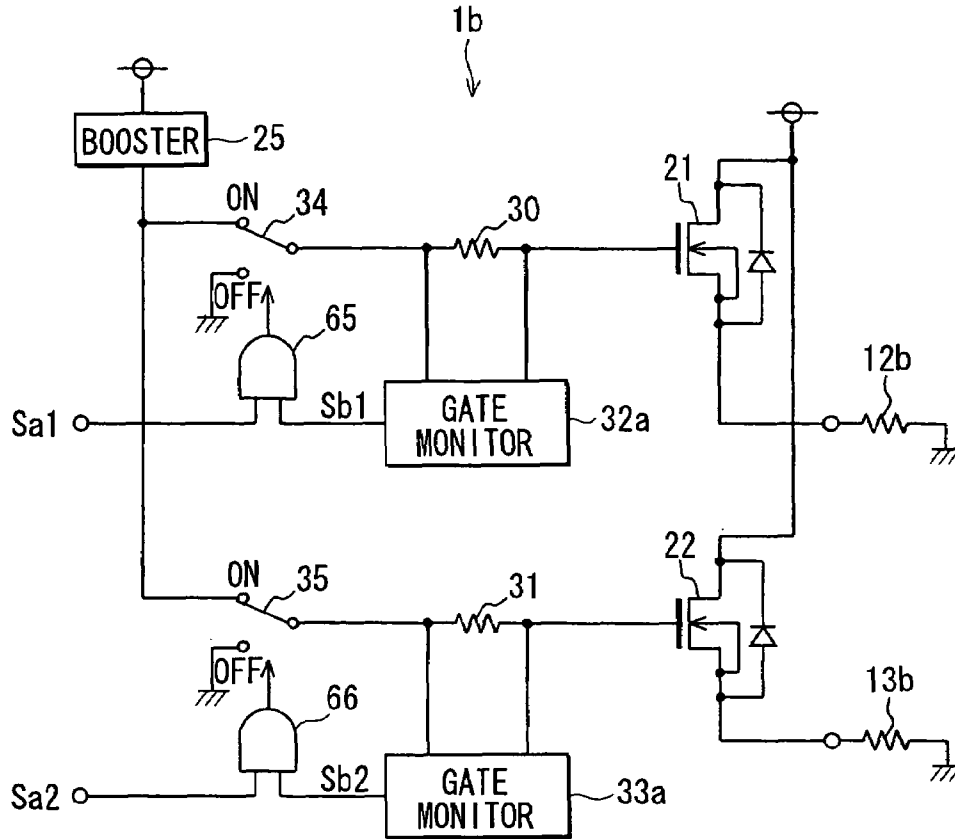 1b
BOOSTER
25
ON
34
30
21
OFF
65
12b
Sa1
Sb1
GATE
MONITOR
32a
ON
35
31
22
OFF
66
13b
Sa2
Sb2
GATE
MONITOR
33a